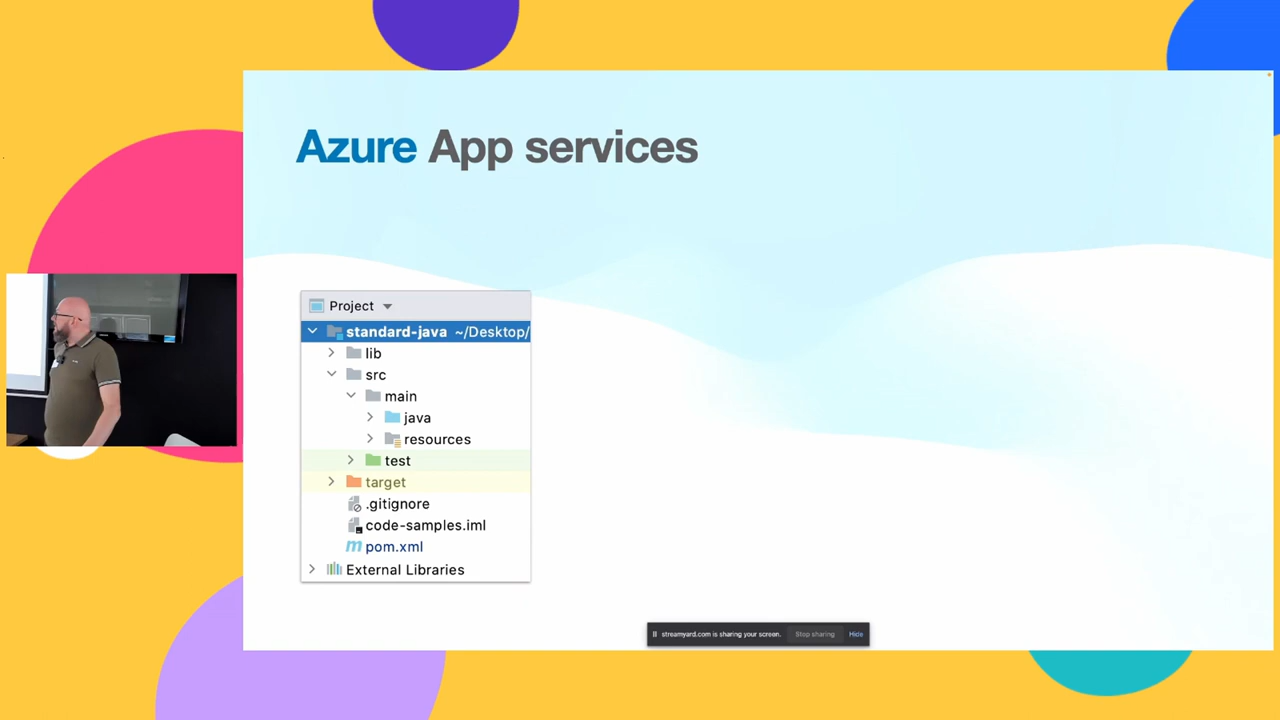 Azure App services
Project
standard-java ~/Desktop/
lib
src
main
java
resources
test
target
.gitignore
code-samples.iml
pom.xml
External Libraries
streamyard.com is sharing your screen. Stop sharing Hide